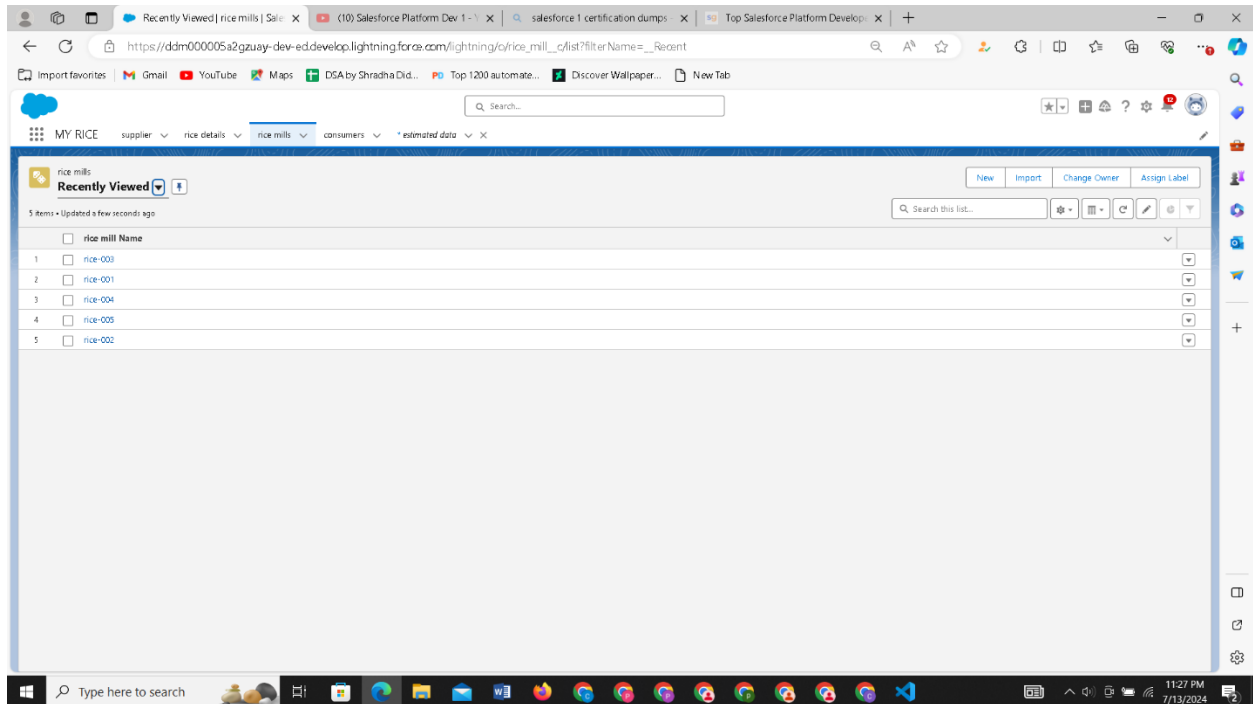 Recently Viewed | rice mills | Sale
(10) Salesforce Platform Dev 1 - Y
salesforce 1 certification dumps
Top Salesforce Platform Develop
https://ddm000005a2gzuay-dev-ed.develop.lightning.force.com/lightning/o/rice_mill__c/list?filterName=__Recent
Import favorites
Gmail
YouTube
Maps
DSA by Shradha Did...
Top 1200 automate...
Discover Wallpaper...
New Tab
Search...
12
MY RICE
supplier
rice details
rice mills
consumers
* estimated data
rice mills
Recently Viewed
New
Import
Change Owner
Assign Label
5 items • Updated a few seconds ago
Search this list...
rice mill Name
1 rice-003
2 rice-001
3 rice-004
4 rice-005
5 rice-002
Type here to search
11:27 PM
7/13/2024